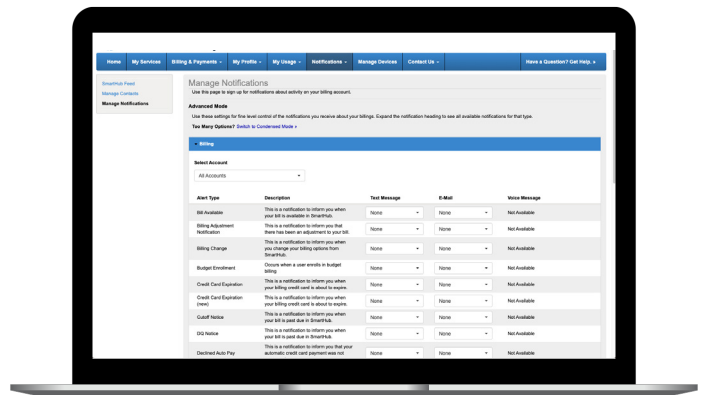 Home My Services Billing & Payments My Profile My Usage Notifications Manage Devices Contact Us Have a Question? Get Help. »
SmartHub Feed
Manage Contacts
Manage Notifications
Manage Notifications
Use this page to sign up for notifications about activity on your billing account.
Advanced Mode
Use these settings for fine level control of the notifications you receive about your billings. Expand the notification heading to see all available notifications for that type.
Too Many Options? Switch to Condensed Mode »
Billing
Select Account
All Accounts
Alert Type Description Text Message E-Mail Voice Message
Bill Available This is a notification to inform you when your bill is available in SmartHub. None None Not Available
Billing Adjustment Notification This is a notification to inform you that there has been an adjustment to your bill. None None Not Available
Billing Change This is a notification to inform you when you change your billing options from SmartHub. None None Not Available
Budget Enrollment Occurs when a user enrolls in budget billing None None Not Available
Credit Card Expiration This is a notification to inform you when your billing credit card is about to expire. None None Not Available
Credit Card Expiration (new) This is a notification to inform you when your billing credit card is about to expire. None None Not Available
Cutoff Notice This is a notification to inform you when your bill is past due in SmartHub. None None Not Available
DQ Notice This is a notification to inform you when your bill is past due in SmartHub. None None Not Available
Declined Auto Pay This is a notification to inform you that your automatic credit card payment was not None None Not Available